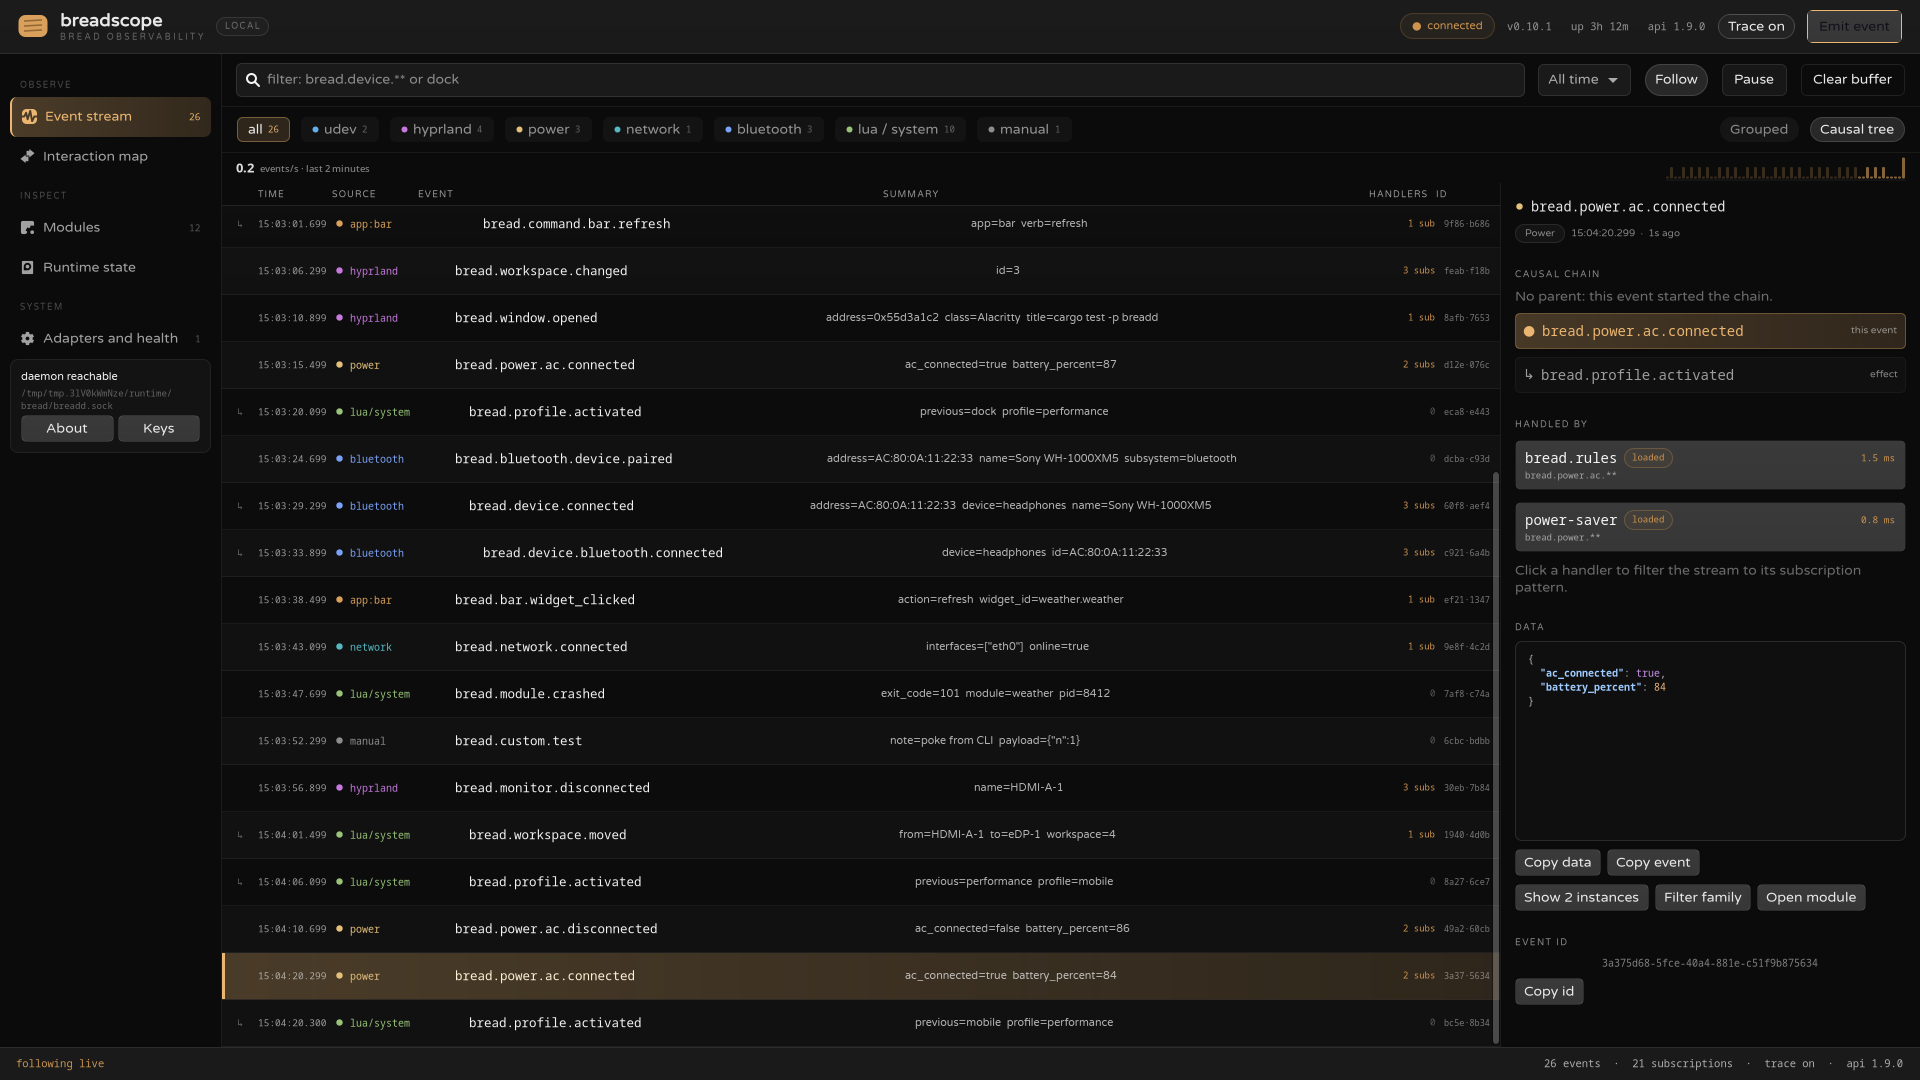 breadscope
BREAD OBSERVABILITY
LOCAL
connected
v0.10.1
up 3h 12m
api 1.9.0
Trace on
Emit event
OBSERVE
Event stream 26
Interaction map
INSPECT
Modules 12
Runtime state
SYSTEM
Adapters and health 1
daemon reachable
/tmp/tmp.3lV0kWmNze/runtime/
bread/breadd.sock
About
Keys
filter: bread.device.** or dock
All time
Follow
Pause
Clear buffer
all 26
udev 2
hyprland 4
power 3
network 1
bluetooth 3
lua / system 10
manual 1
Grouped
Causal tree
0.2 events/s · last 2 minutes
TIME SOURCE EVENT SUMMARY HANDLERS ID
↳ 15:03:01.699 app:bar bread.command.bar.refresh app=bar verb=refresh 1 sub 9f86·b686
15:03:06.299 hyprland bread.workspace.changed id=3 3 subs feab·f18b
15:03:10.899 hyprland bread.window.opened address=0x55d3a1c2 class=Alacritty title=cargo test -p breadd 1 sub 8afb·7653
15:03:15.499 power bread.power.ac.connected ac_connected=true battery_percent=87 2 subs d12e·076c
↳ 15:03:20.099 lua/system bread.profile.activated previous=dock profile=performance 0 eca8·e443
15:03:24.699 bluetooth bread.bluetooth.device.paired address=AC:80:0A:11:22:33 name=Sony WH-1000XM5 subsystem=bluetooth 0 dcba·c93d
↳ 15:03:29.299 bluetooth bread.device.connected address=AC:80:0A:11:22:33 device=headphones name=Sony WH-1000XM5 3 subs 60f8·aef4
↳ 15:03:33.899 bluetooth bread.device.bluetooth.connected device=headphones id=AC:80:0A:11:22:33 3 subs c921·6a4b
15:03:38.499 app:bar bread.bar.widget_clicked action=refresh widget_id=weather.weather 1 sub ef21·1347
15:03:43.099 network bread.network.connected interfaces=["eth0"] online=true 1 sub 9e8f·4c2d
15:03:47.699 lua/system bread.module.crashed exit_code=101 module=weather pid=8412 0 7af8·c74a
15:03:52.299 manual bread.custom.test note=poke from CLI payload={"n":1} 0 6cbc·bdbb
15:03:56.899 hyprland bread.monitor.disconnected name=HDMI-A-1 3 subs 30eb·7b84
↳ 15:04:01.499 lua/system bread.workspace.moved from=HDMI-A-1 to=eDP-1 workspace=4 1 sub 1940·4d0b
↳ 15:04:06.099 lua/system bread.profile.activated previous=performance profile=mobile 0 8a27·6ce7
15:04:10.699 power bread.power.ac.disconnected ac_connected=false battery_percent=86 2 subs 49a2·60cb
15:04:20.299 power bread.power.ac.connected ac_connected=true battery_percent=84 2 subs 3a37·5634
↳ 15:04:20.300 lua/system bread.profile.activated previous=mobile profile=performance 0 bc5e·8b34
bread.power.ac.connected
Power 15:04:20.299 · 1s ago
CAUSAL CHAIN
No parent: this event started the chain.
bread.power.ac.connected this event
↳ bread.profile.activated effect
HANDLED BY
bread.rules loaded 1.5 ms
bread.power.ac.**
power-saver loaded 0.8 ms
bread.power.**
Click a handler to filter the stream to its subscription
pattern.
DATA
{
"ac_connected": true,
"battery_percent": 84
}
Copy data
Copy event
Show 2 instances
Filter family
Open module
EVENT ID
3a375d68-5fce-40a4-881e-c51f9b875634
Copy id
following live
26 events · 21 subscriptions · trace on · api 1.9.0